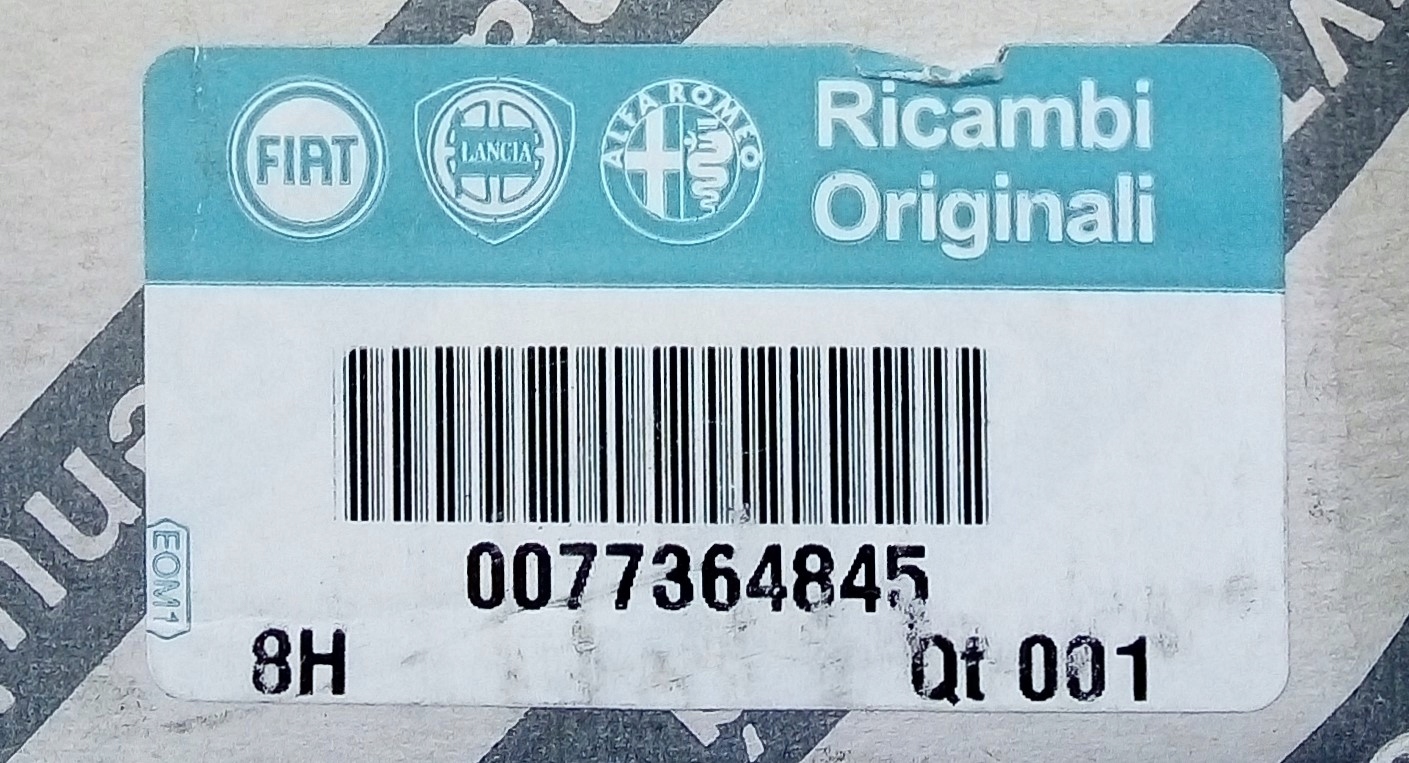 FIAT
LANCIA
ALFA ROMEO
Ricambi
Originali
0077364845
EOM1
8H
Qt 001